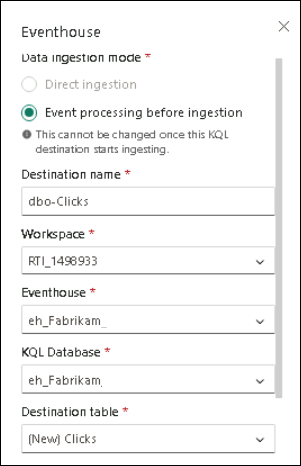 Eventhouse
Data ingestion mode *
Direct ingestion
Event processing before ingestion
This cannot be changed once this KQL
destination starts ingesting.
Destination name *
dbo-Clicks
Workspace *
RTI_1498933
Eventhouse *
eh_Fabrikam_
KQL Database *
eh_Fabrikam
Destination table *
(New) Clicks